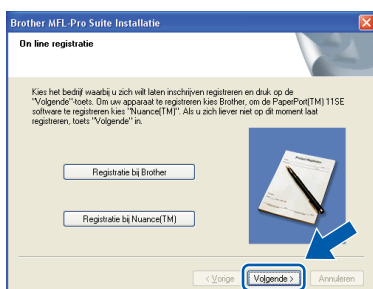 Brother MFL-Pro Suite Installatie
On line registratie
Kies het bedrijf waarbij u zich wilt laten inschrijven registreren en druk op de
"Volgende"-toets. Om uw apparaat te registreren kies Brother, om de PaperPort(TM) 11SE
software te registreren kies "Nuance(TM)". Als u zich liever niet op dit moment laat
registreren, toets "Volgende" in.
Registratie bij Brother
Registratie bij Nuance(TM)
< Vorige
Volgende >
Annuleren